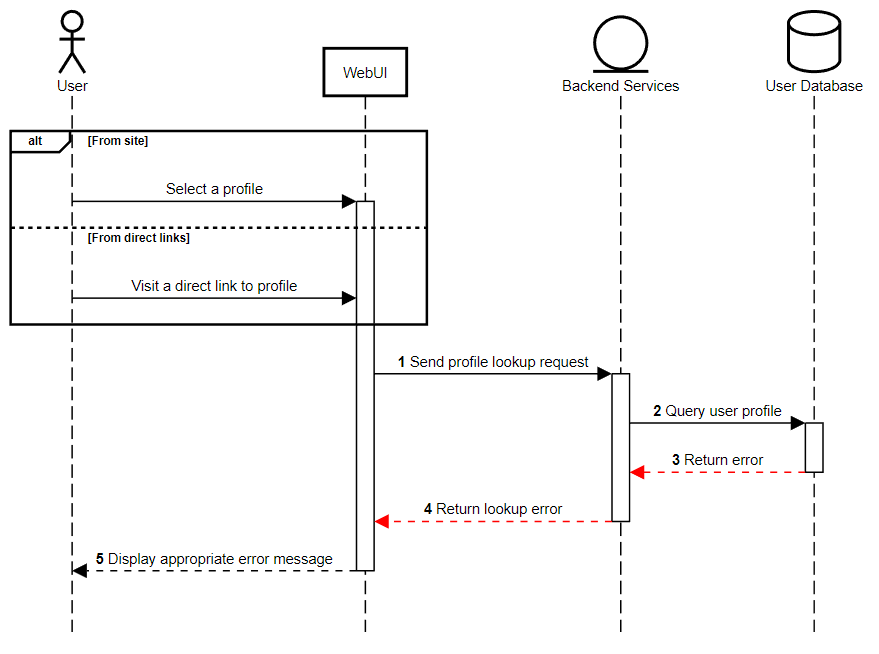 User
WebUI
Backend Services
User Database
alt
[From site]
Select a profile
[From direct links]
Visit a direct link to profile
1 Send profile lookup request
2 Query user profile
3 Return error
4 Return lookup error
5 Display appropriate error message